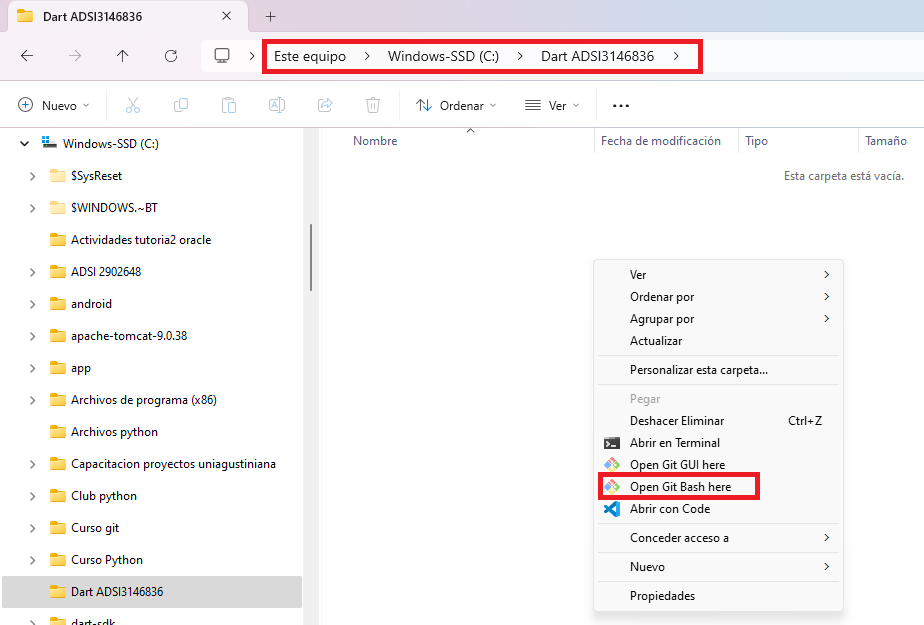 Dart ADSI3146836
Este equipo > Windows-SSD (C:) > Dart ADSI3146836 >
Nuevo
Ordenar
Ver
Nombre
Fecha de modificación
Tipo
Tamaño
Esta carpeta está vacía.
Windows-SSD (C:)
$SysReset
$WINDOWS.~BT
Actividades tutoria2 oracle
ADSI 2902648
android
apache-tomcat-9.0.38
app
Archivos de programa (x86)
Archivos python
Capacitacion proyectos uniagustiniana
Club python
Curso git
Curso Python
Dart ADSI3146836
dart-sdk
Ver
Ordenar por
Agrupar por
Actualizar
Personalizar esta carpeta...
Pegar
Deshacer Eliminar Ctrl+Z
Abrir en Terminal
Open Git GUI here
Open Git Bash here
Abrir con Code
Conceder acceso a
Nuevo
Propiedades